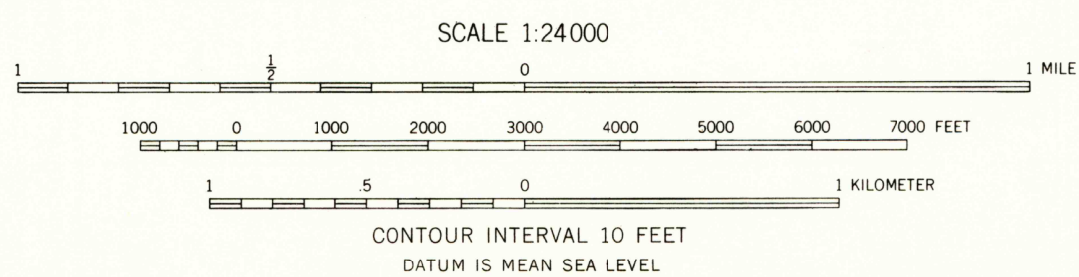 SCALE 1:24000
1 1/2 0 1 MILE
1000 0 1000 2000 3000 4000 5000 6000 7000 FEET
1 .5 0 1 KILOMETER
CONTOUR INTERVAL 10 FEET
DATUM IS MEAN SEA LEVEL